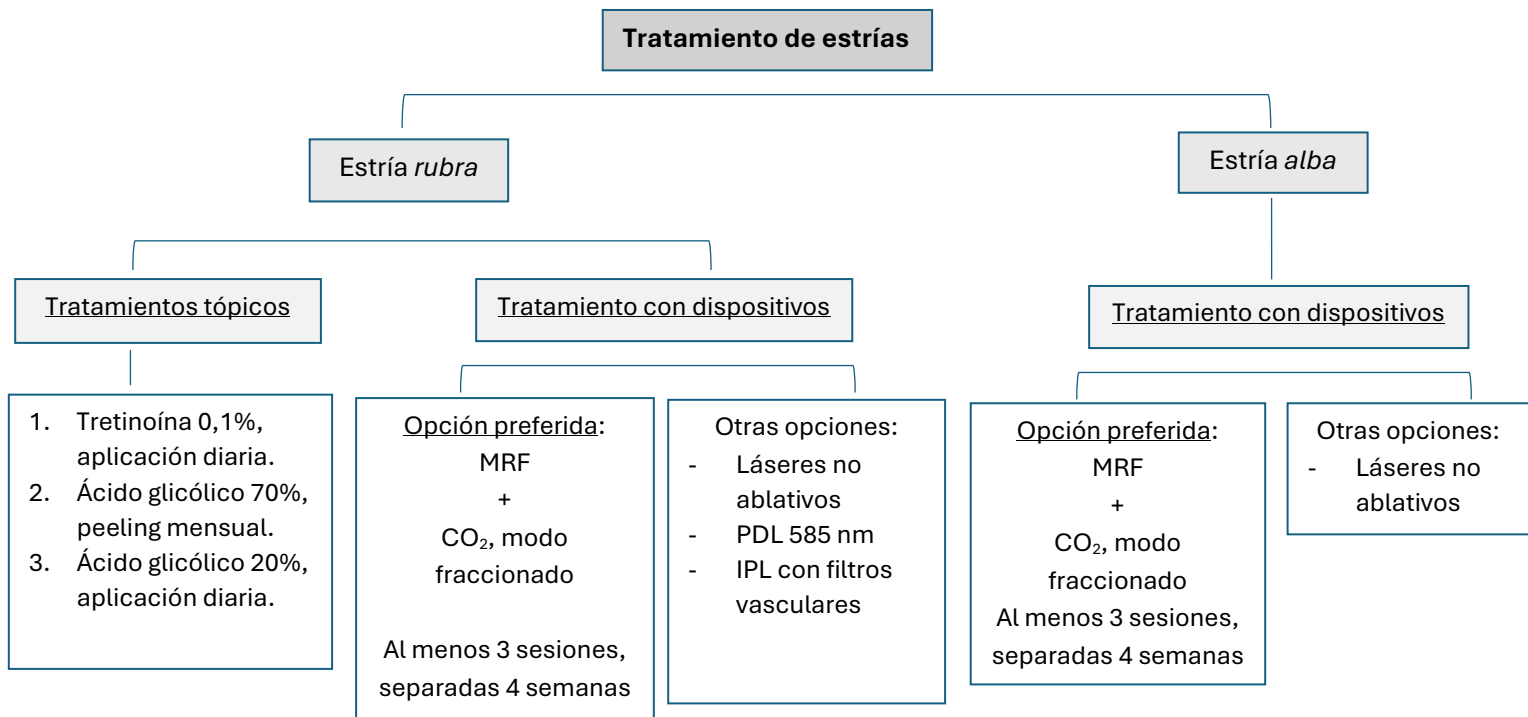 Tratamiento de estrías
Estría rubra
Estría alba
Tratamientos tópicos
Tratamiento con dispositivos
Tratamiento con dispositivos
1. Tretinoína 0,1%,
aplicación diaria.
2. Ácido glicólico 70%,
peeling mensual.
3. Ácido glicólico 20%,
aplicación diaria.
Opción preferida:
MRF
+
CO₂, modo
fraccionado
Al menos 3 sesiones,
separadas 4 semanas
Otras opciones:
- Láseres no
ablativos
- PDL 585 nm
- IPL con filtros
vasculares
Opción preferida:
MRF
+
CO₂, modo
fraccionado
Al menos 3 sesiones,
separadas 4 semanas
Otras opciones:
- Láseres no
ablativos